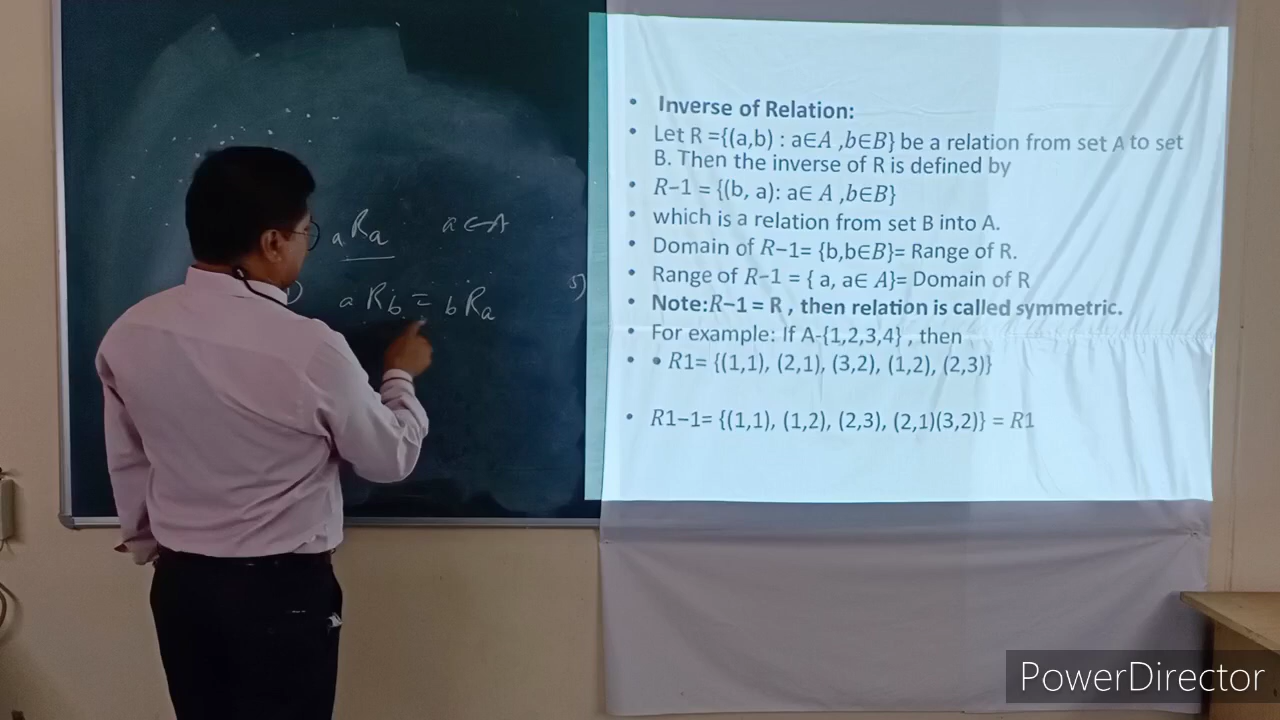 aRa a∈A
) aRb = bRa 5)
• Inverse of Relation:
• Let R ={(a,b) : a∈A ,b∈B} be a relation from set A to set
B. Then the inverse of R is defined by
• R−1 = {(b, a): a∈ A ,b∈B}
• which is a relation from set B into A.
• Domain of R−1= {b,b∈B}= Range of R.
• Range of R−1 = { a, a∈ A}= Domain of R
• Note:R−1 = R , then relation is called symmetric.
• For example: If A-{1,2,3,4} , then
• • R1= {(1,1), (2,1), (3,2), (1,2), (2,3)}
• R1−1= {(1,1), (1,2), (2,3), (2,1)(3,2)} = R1
PowerDirector